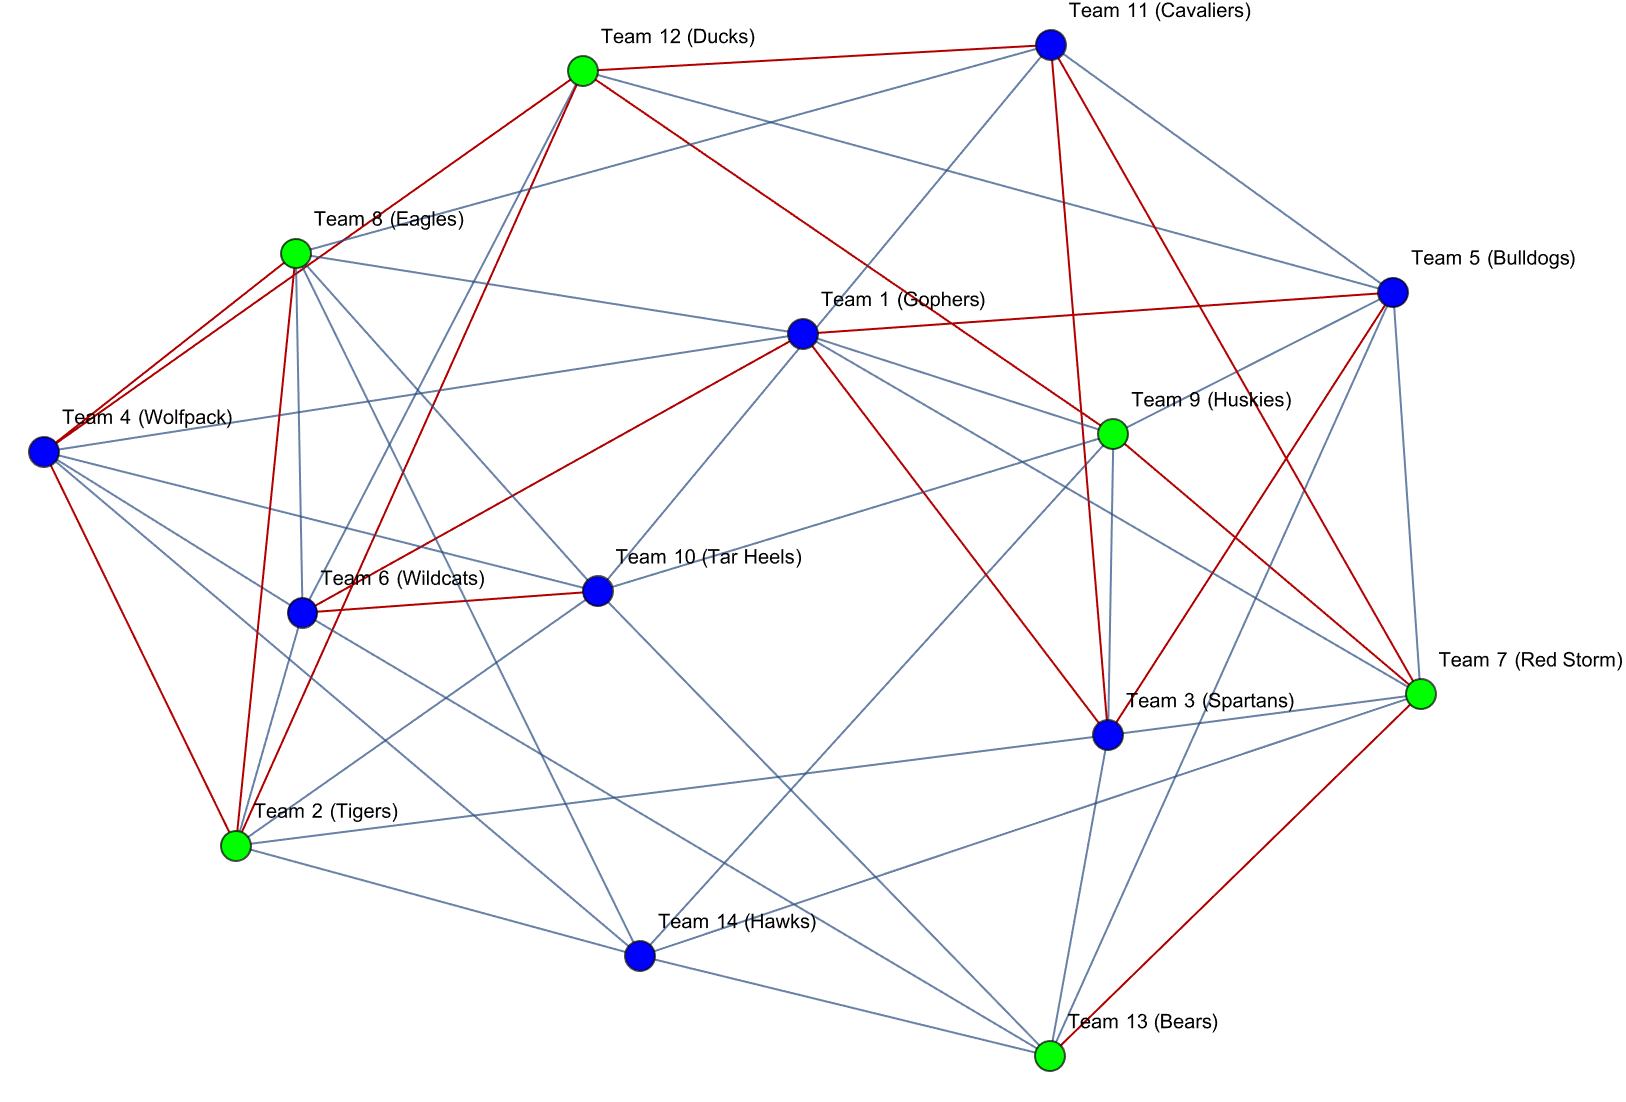 Team 11 (Cavaliers)
Team 12 (Ducks)
Team 8 (Eagles)
Team 5 (Bulldogs)
Team 1 (Gophers)
Team 9 (Huskies)
Team 4 (Wolfpack)
Team 10 (Tar Heels)
Team 6 (Wildcats)
Team 7 (Red Storm)
Team 3 (Spartans)
Team 2 (Tigers)
Team 14 (Hawks)
Team 13 (Bears)